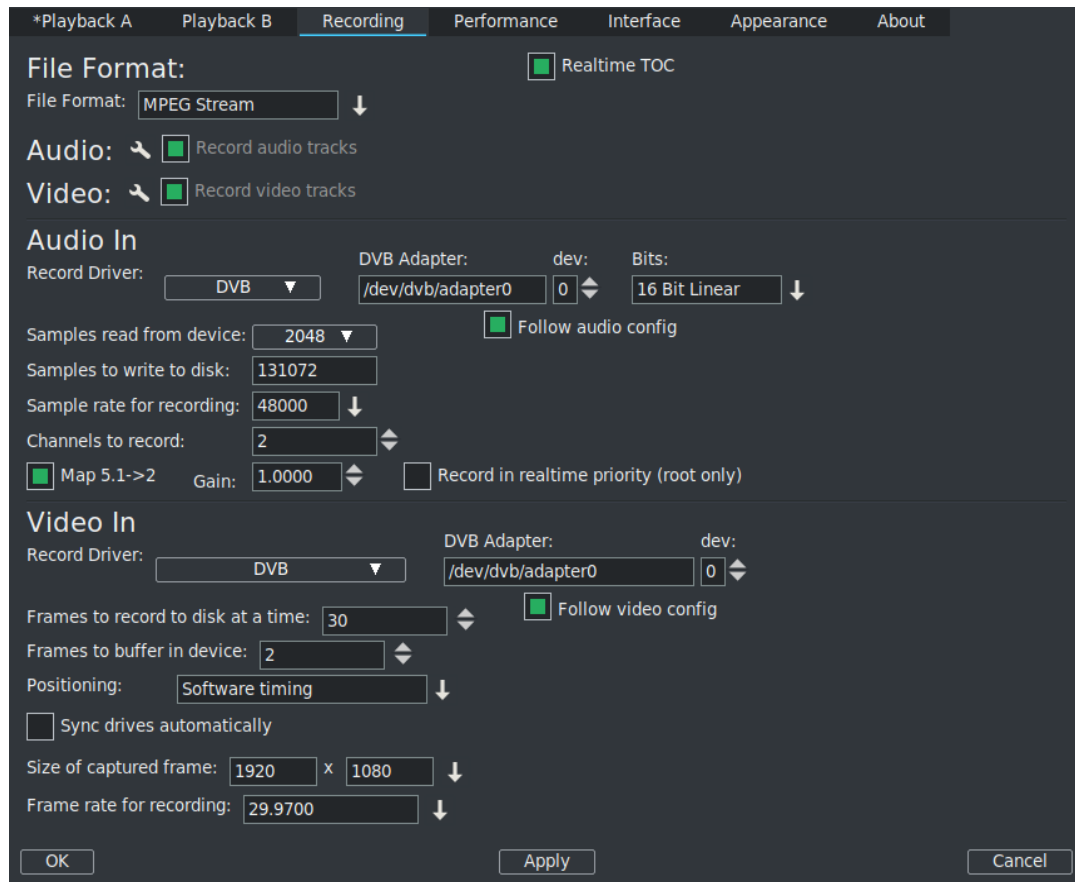 *Playback A Playback B Recording Performance Interface Appearance About
File Format: Realtime TOC
File Format: MPEG Stream
Audio: Record audio tracks
Video: Record video tracks
Audio In
DVB Adapter: dev: Bits:
Record Driver: DVB /dev/dvb/adapter0 0 16 Bit Linear
Follow audio config
Samples read from device: 2048
Samples to write to disk: 131072
Sample rate for recording: 48000
Channels to record: 2
Map 5.1->2 Gain: 1.0000 Record in realtime priority (root only)
Video In
DVB Adapter: dev:
Record Driver: DVB /dev/dvb/adapter0 0
Follow video config
Frames to record to disk at a time: 30
Frames to buffer in device: 2
Positioning: Software timing
Sync drives automatically
Size of captured frame: 1920 x 1080
Frame rate for recording: 29.9700
OK Apply Cancel